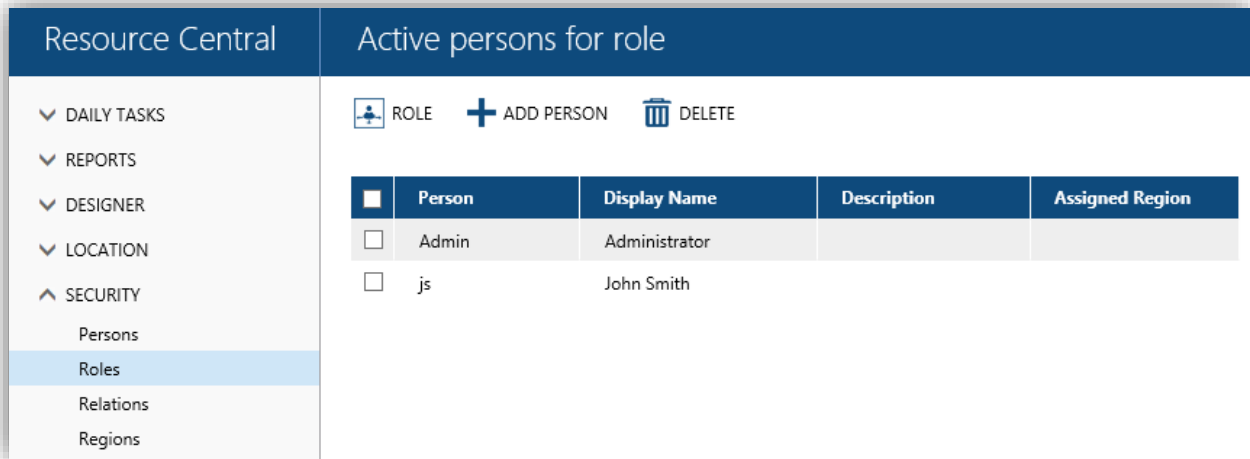 Resource Central
Active persons for role
DAILY TASKS
REPORTS
DESIGNER
LOCATION
SECURITY
Persons
Roles
Relations
Regions
ROLE ADD PERSON DELETE
Person Display Name Description Assigned Region
Admin Administrator
js John Smith